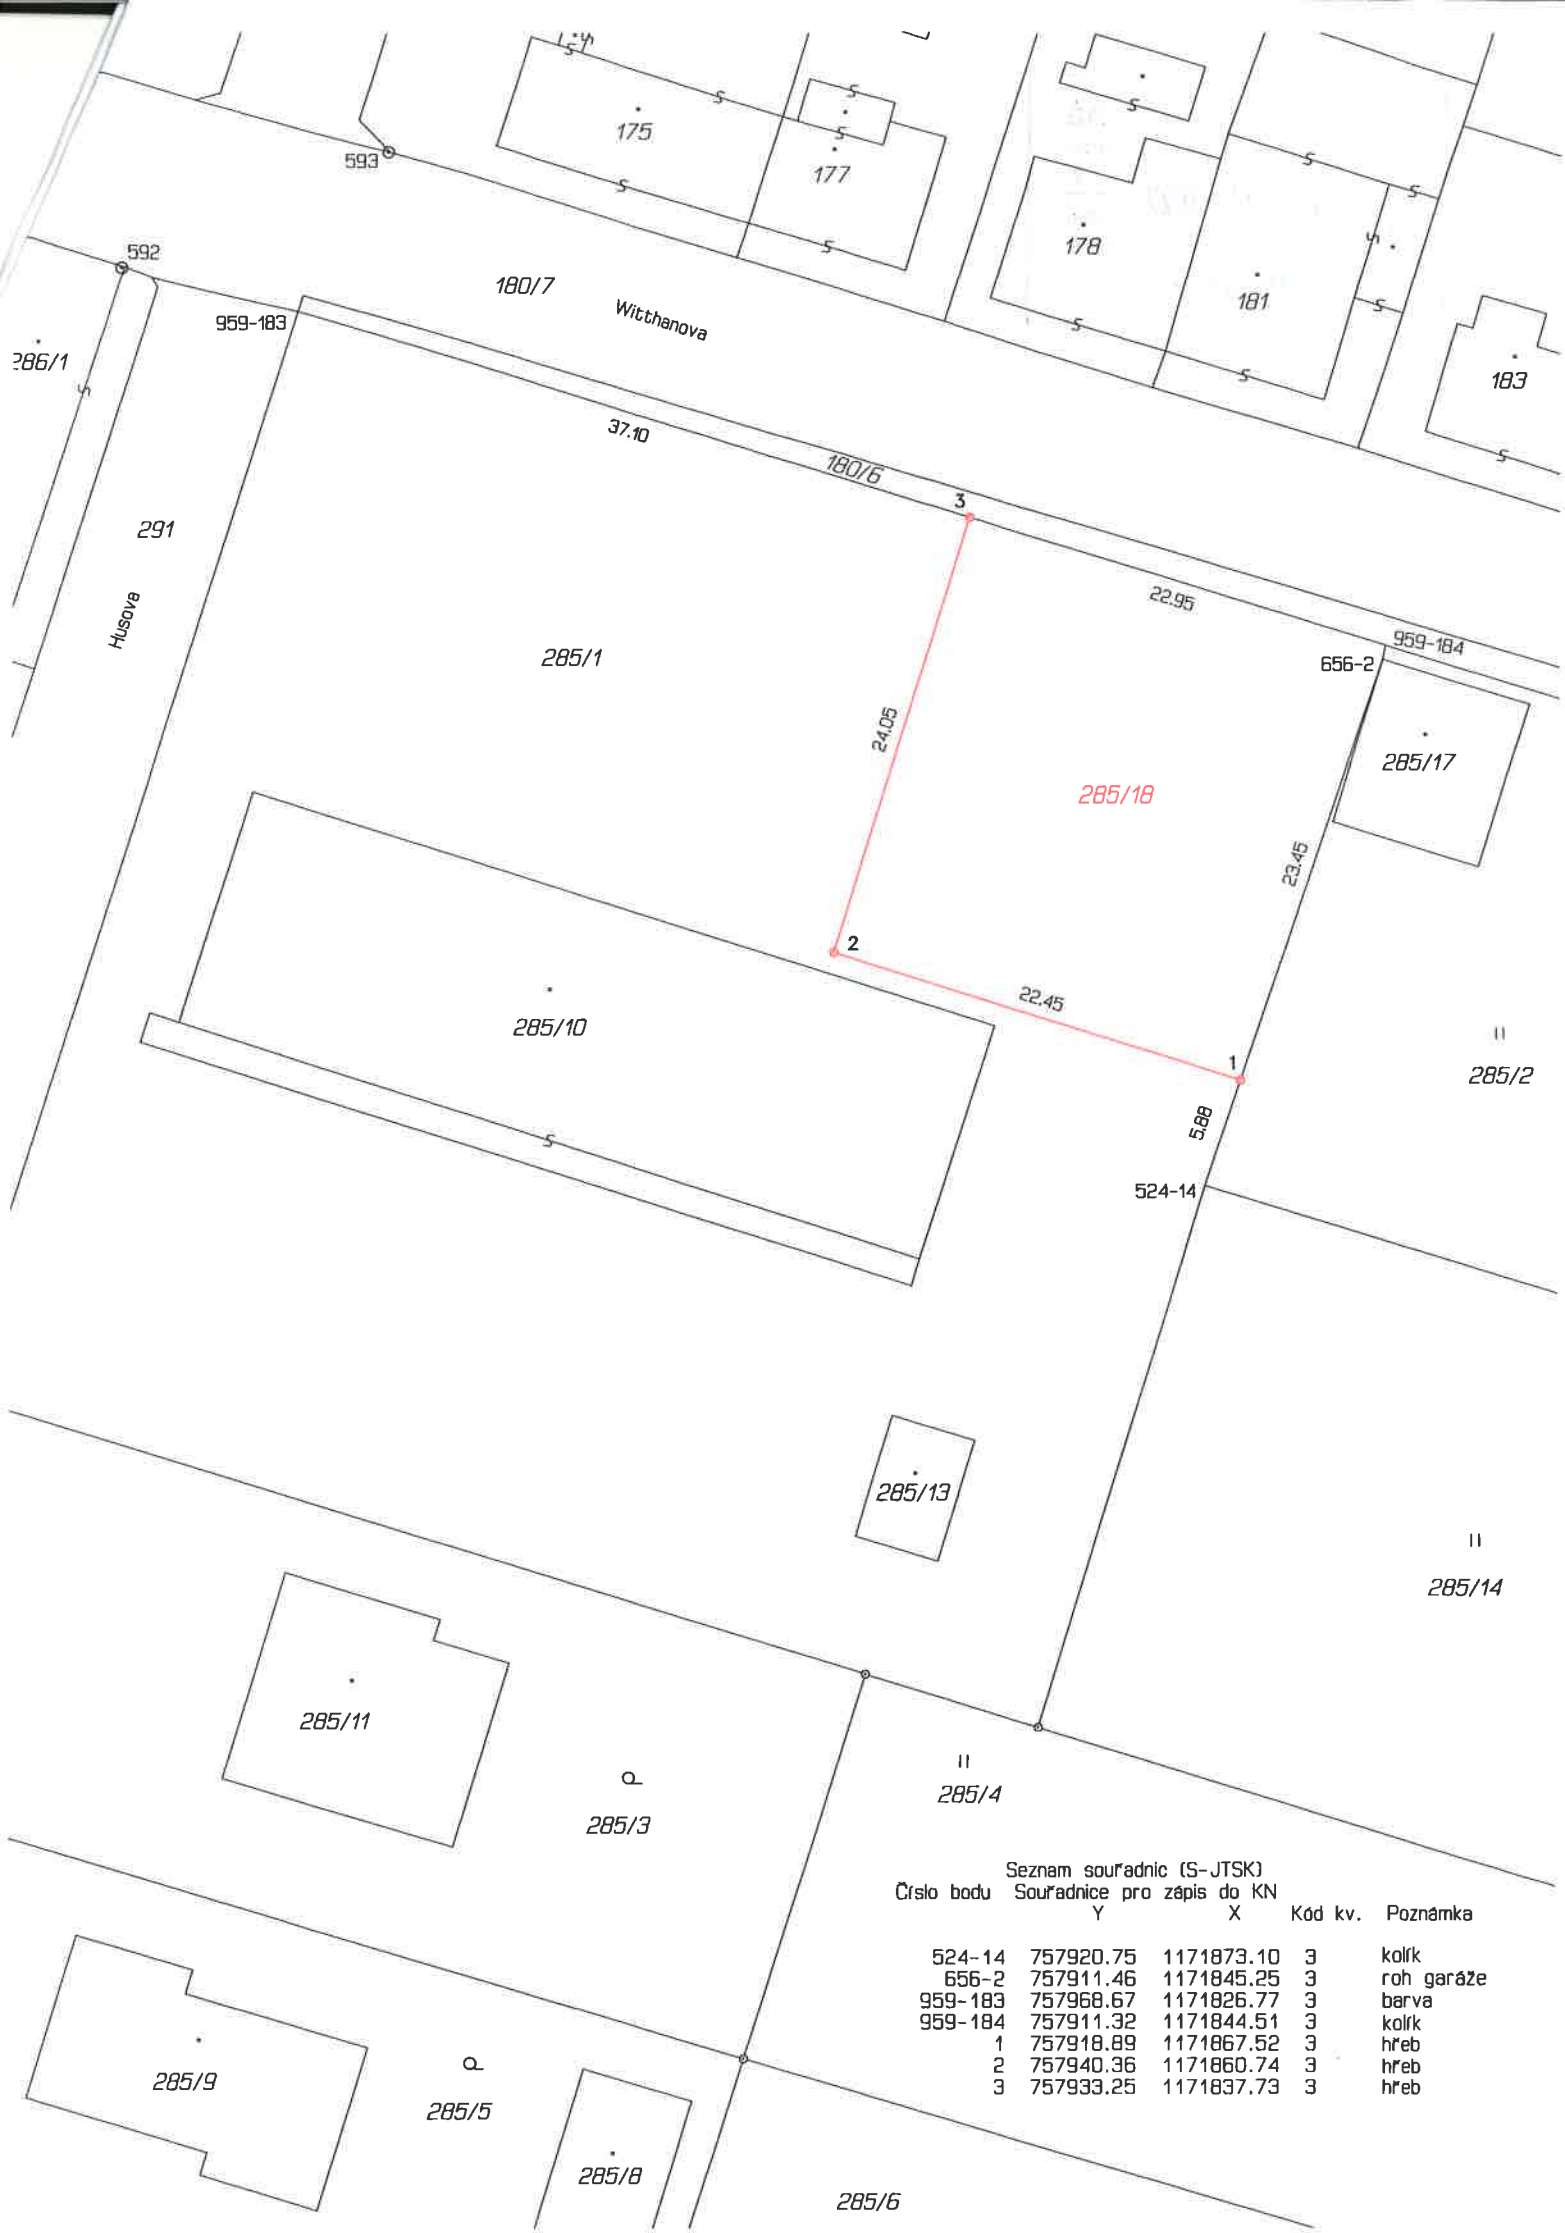 175
593
177
178
592
180/7
Witthanova
181
959-183
286/1
183
37.10
180/6
3
291
22.95
Husova
959-184
285/1
656-2
24.05
285/17
285/18
23.45
2
22.45
285/10
II
1
285/2
5.88
524-14
285/13
II
285/14
285/11
II
285/3
285/4
Seznam souřadnic (S-JTSK)
Číslo bodu Souřadnice pro zápis do KN
Y X Kód kv. Poznámka
524-14 757920.75 1171873.10 3 kolík
656-2 757911.46 1171845.25 3 roh garáže
959-183 757968.67 1171826.77 3 barva
959-184 757911.32 1171844.51 3 kolík
1 757918.89 1171867.52 3 hřeb
2 757940.36 1171860.74 3 hřeb
3 757933.25 1171837.73 3 hřeb
285/9
285/5
285/8
285/6